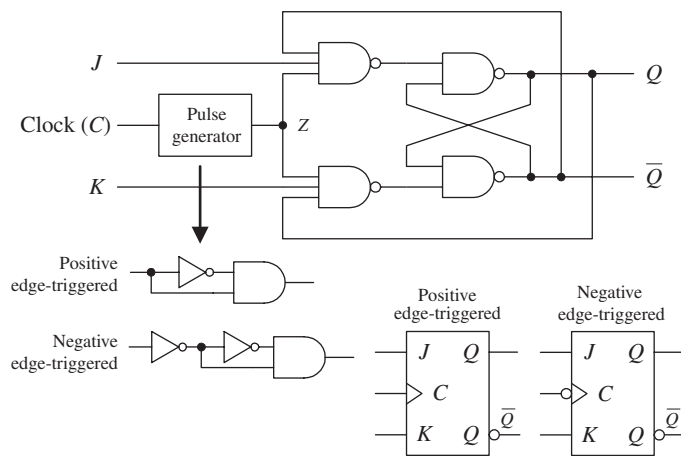 J
Q
Clock (C)
Pulse
generator
Z
K
Q̅
Positive
edge-triggered
Negative
edge-triggered
Positive
edge-triggered
J Q
C
K Q Q̅
Negative
edge-triggered
J Q
C
K Q Q̅